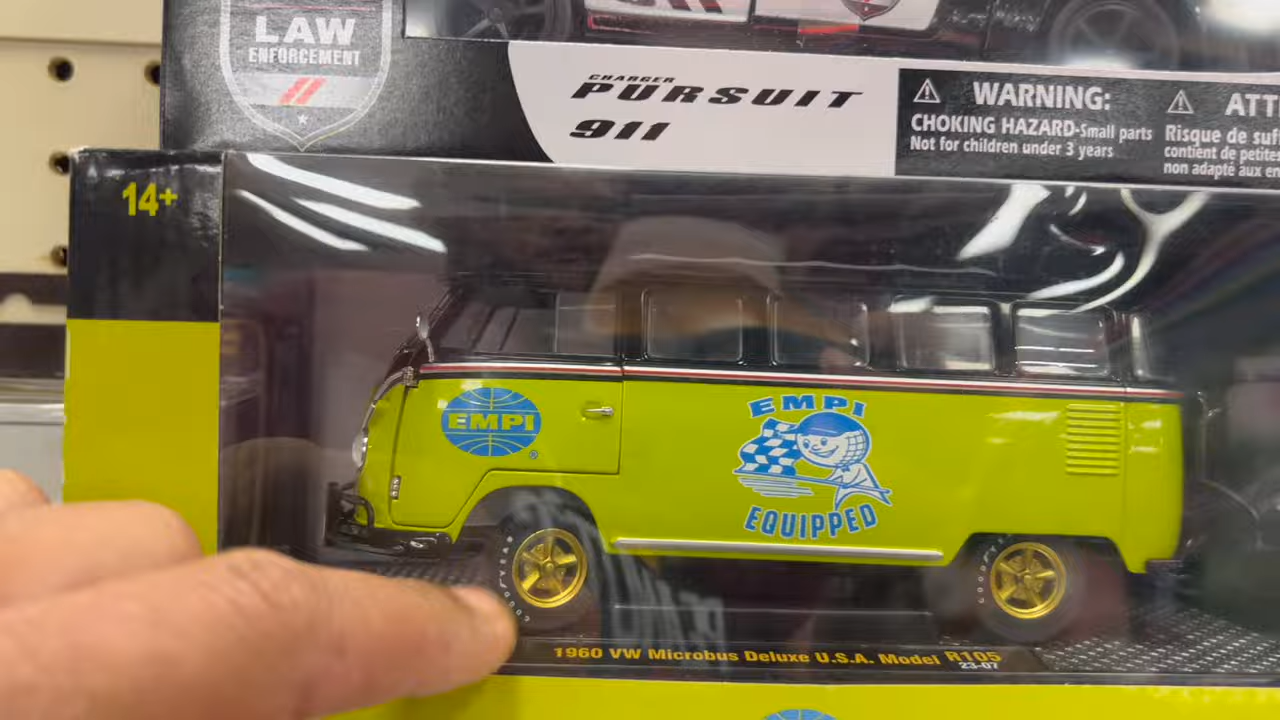 LAW
ENFORCEMENT
CHARGER
PURSUIT
911
WARNING:
CHOKING HAZARD-Small parts
Not for children under 3 years
ATT
Risque de suf
contient de petite
non adapté aux en
14+
EMPI
®
EMPI
EQUIPPED
GOODYEAR
1960 VW Microbus Deluxe U.S.A. Model R105
23-07